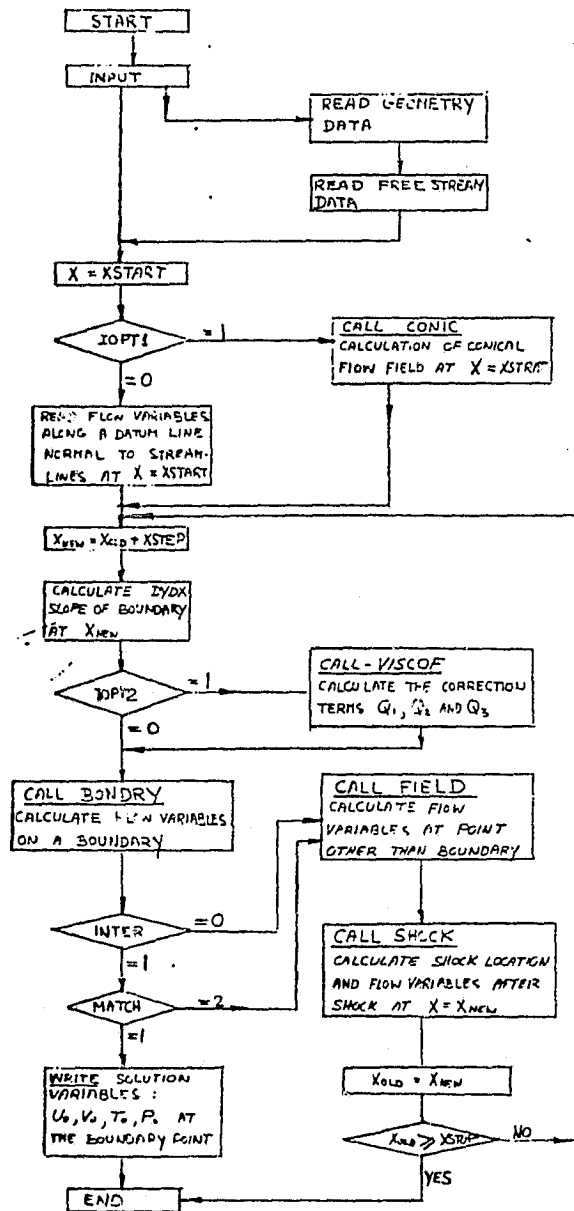 START
INPUT
READ GEOMETRY
DATA
READ FREE STREAM
DATA
X = XSTART
IOPT1
=1
CALL CONIC
CALCULATION OF CONICAL
FLOW FIELD AT X = XSTRAT
=0
READ FLOW VARIABLES
ALONG A DATUM LINE
NORMAL TO STREAM-
LINES AT X = XSTART
XNEW = XOLD + XSTEP
CALCULATE DYDX
SLOPE OF BOUNDARY
AT XNEW
IOPT2
=1
CALL-VISCOF
CALCULATE THE CORRECTION
TERMS Q1, Q2 AND Q3
=0
CALL BONDRY
CALCULATE FLOW VARIABLES
ON A BOUNDARY
CALL FIELD
CALCULATE FLOW
VARIABLES AT POINT
OTHER THAN BOUNDARY
INTER
=0
=1
CALL SHOCK
CALCULATE SHOCK LOCATION
AND FLOW VARIABLES AFTER
SHOCK AT X = XNEW
MATCH
=2
=1
WRITE SOLUTION
VARIABLES :
AT
THE BOUNDARY POINT
XOLD = XNEW
XOLD ⩾ XSTOP
NO
YES
END